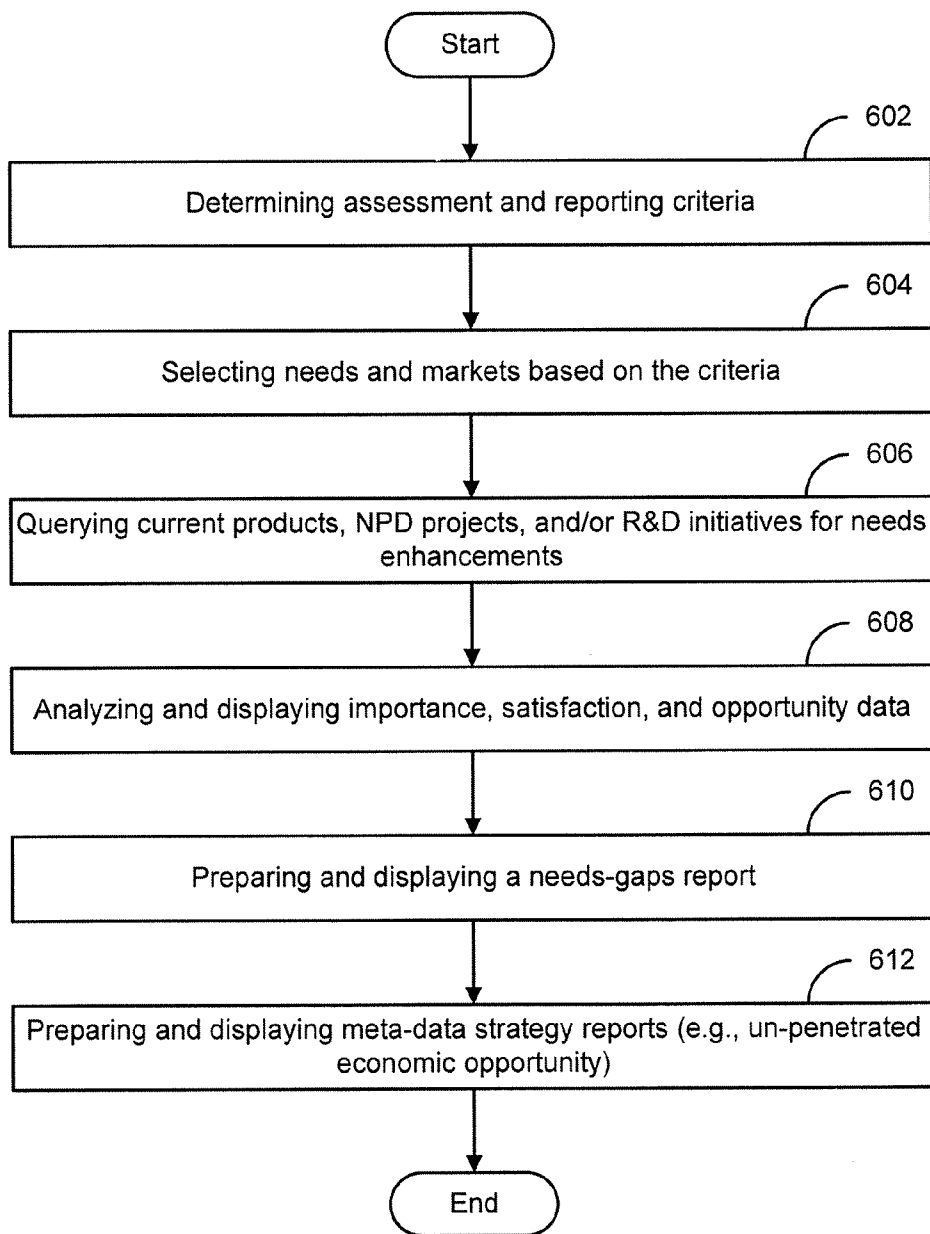 Start
602
Determining assessment and reporting criteria
604
Selecting needs and markets based on the criteria
606
Querying current products, NPD projects, and/or R&D initiatives for needs
enhancements
608
Analyzing and displaying importance, satisfaction, and opportunity data
610
Preparing and displaying a needs-gaps report
612
Preparing and displaying meta-data strategy reports (e.g., un-penetrated
economic opportunity)
End